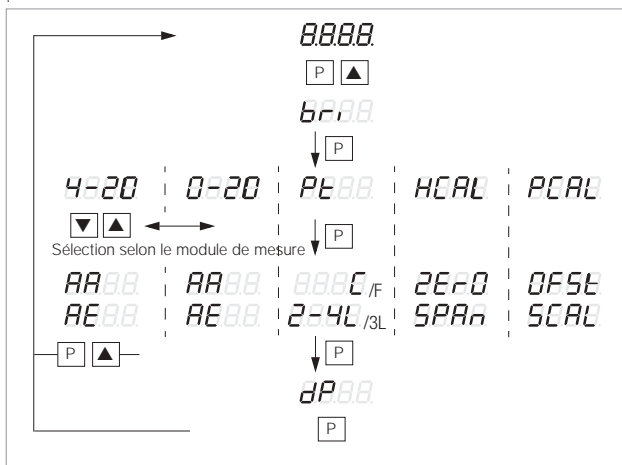 8.8.8.8.
P ▲
bri
P
4-20 0-20 Pt HCAL PCAL
▼ ▲
P
Sélection selon le module de mesure
AA AA C /F ZErO OFSt
AE AE 2-4L /3L SPAn SCAL
P ▲
P
dP
P